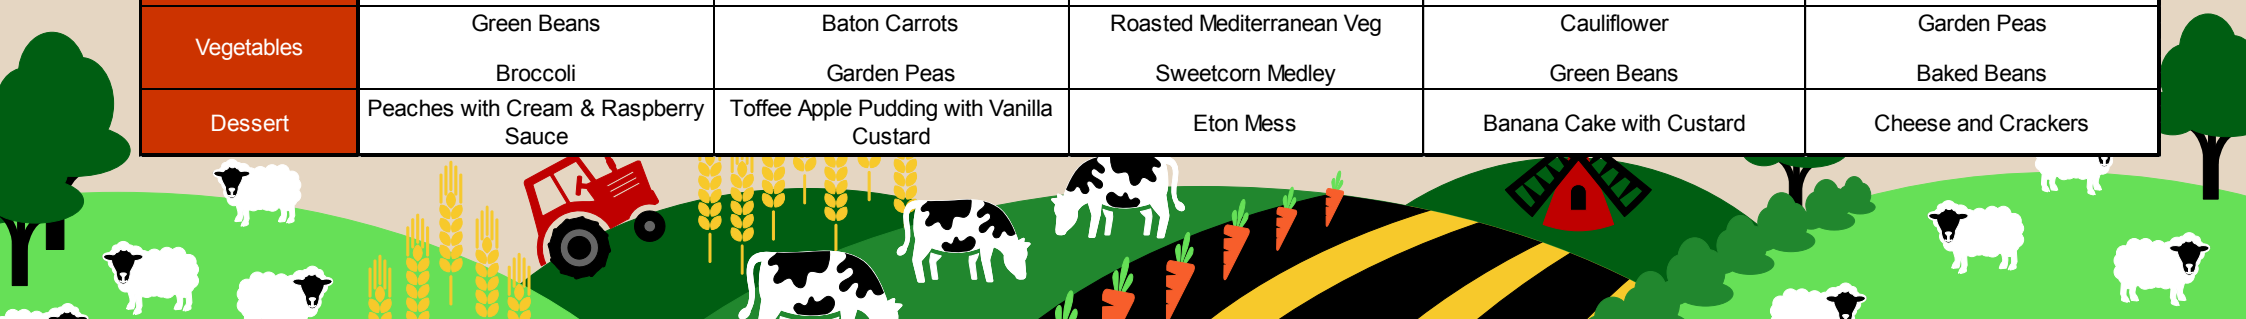 Vegetables
Green Beans
Broccoli
Baton Carrots
Garden Peas
Roasted Mediterranean Veg
Sweetcorn Medley
Cauliflower
Green Beans
Garden Peas
Baked Beans
Dessert
Peaches with Cream & Raspberry
Sauce
Toffee Apple Pudding with Vanilla
Custard
Eton Mess
Banana Cake with Custard
Cheese and Crackers